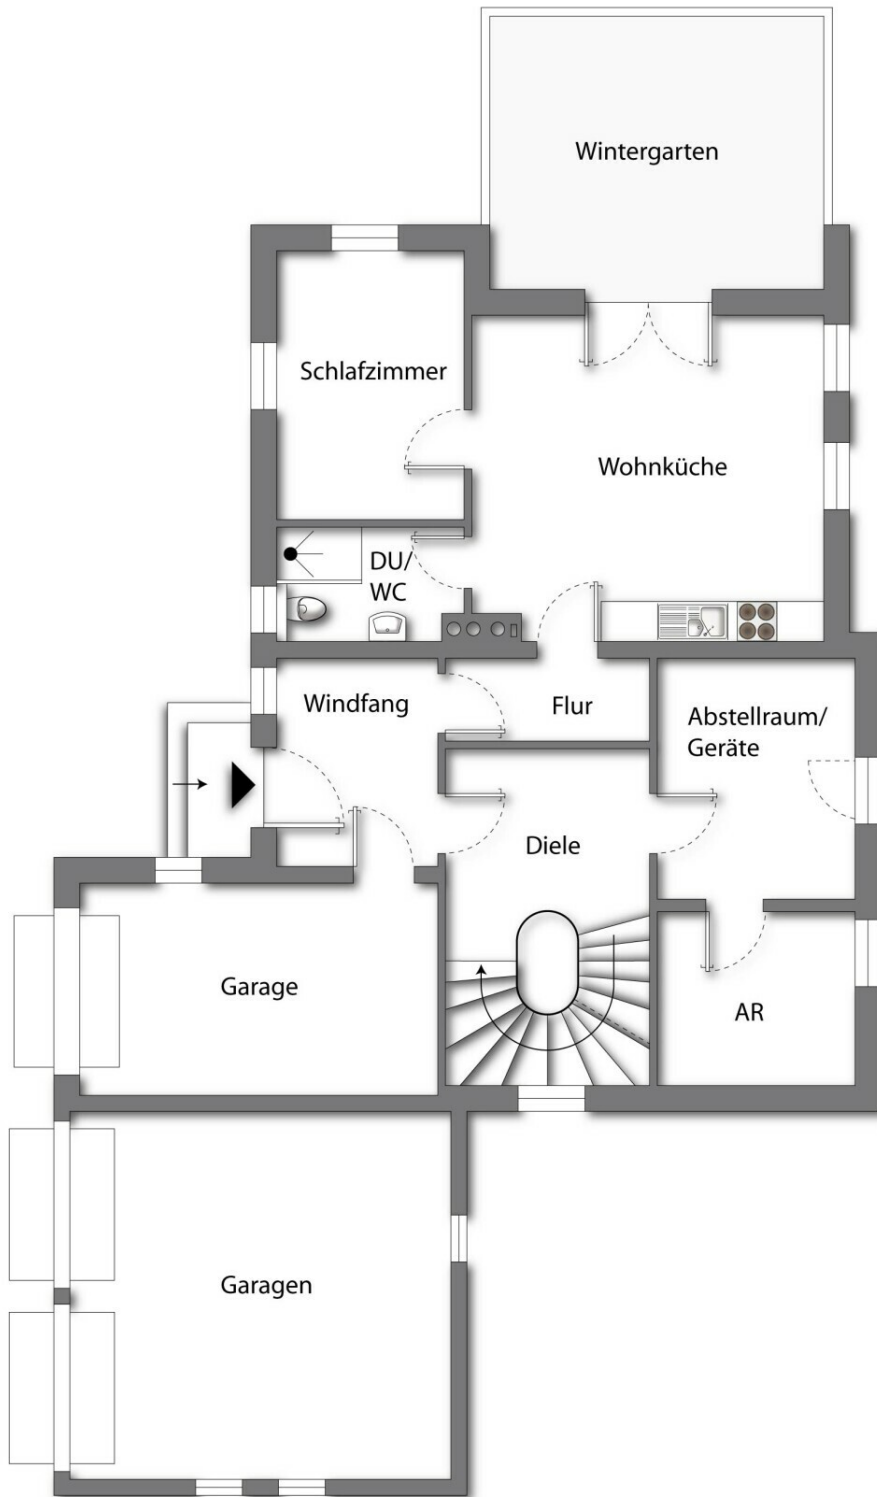 Wintergarten
Schlafzimmer
Wohnküche
DU/
WC
Windfang
Flur
Abstellraum/
Geräte
Diele
Garage
AR
Garagen